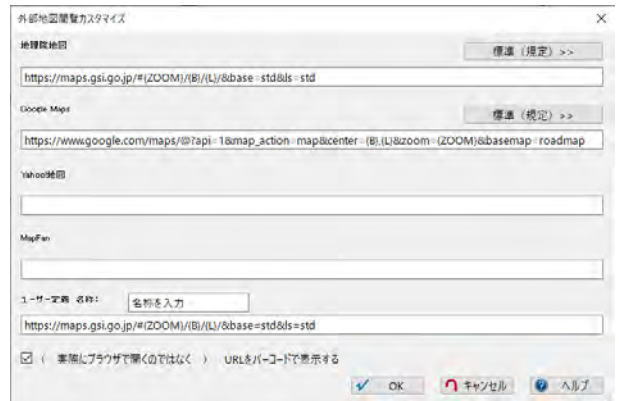 外部地図閲覧カスタマイズ
地理院地図
標準（規定）>>
https://maps.gsi.go.jp/#{ZOOM}/{B}/{L}/&base=std&ls=std
Google Maps
標準（規定）>>
https://www.google.com/maps/@?api=1&map_action=map&center={B},{L}&zoom={ZOOM}&basemap=roadmap
Yahoo!地図
MapFan
ユーザー定義 名称：
名称を入力
https://maps.gsi.go.jp/#{ZOOM}/{B}/{L}/&base=std&ls=std
（ 実際にブラウザで開くのではなく ） URLをバーコードで表示する
OK キャンセル ヘルプ